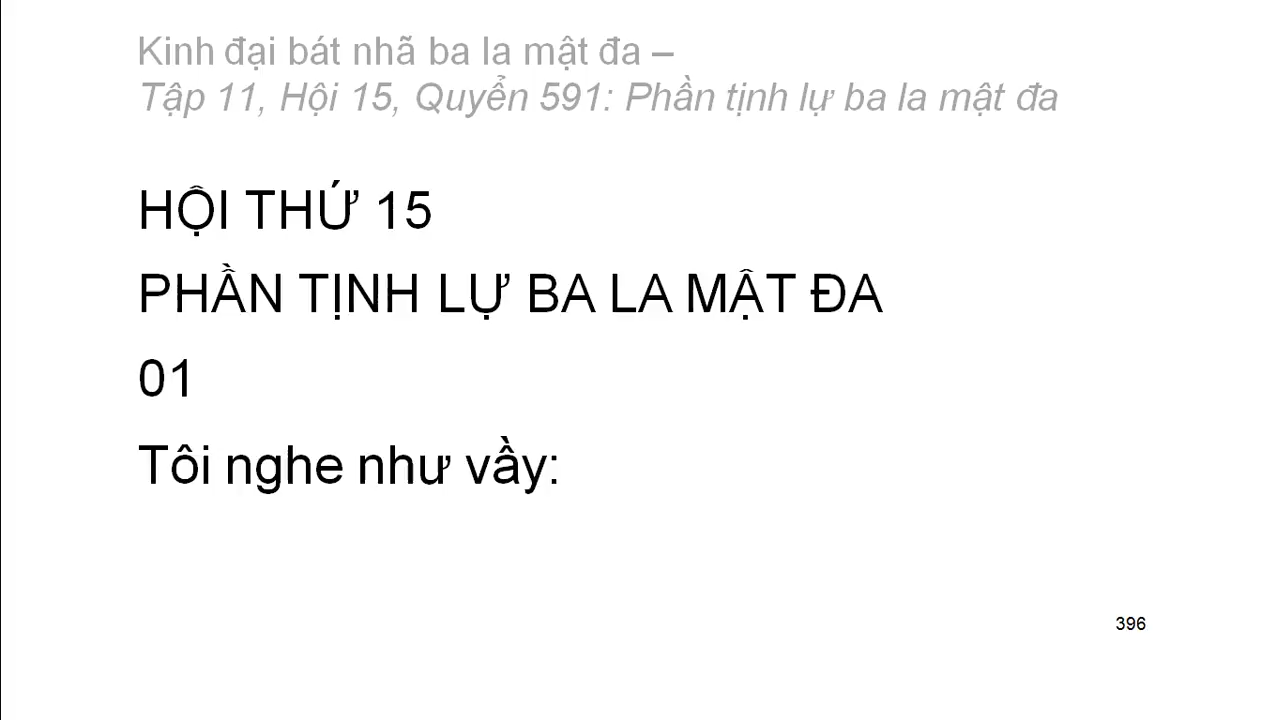 Kinh đại bát nhã ba la mật đa –
Tập 11, Hội 15, Quyển 591: Phần tịnh lự ba la mật đa
HỘI THỨ 15
PHẦN TỊNH LỰ BA LA MẬT ĐA
01
Tôi nghe như vầy:
396